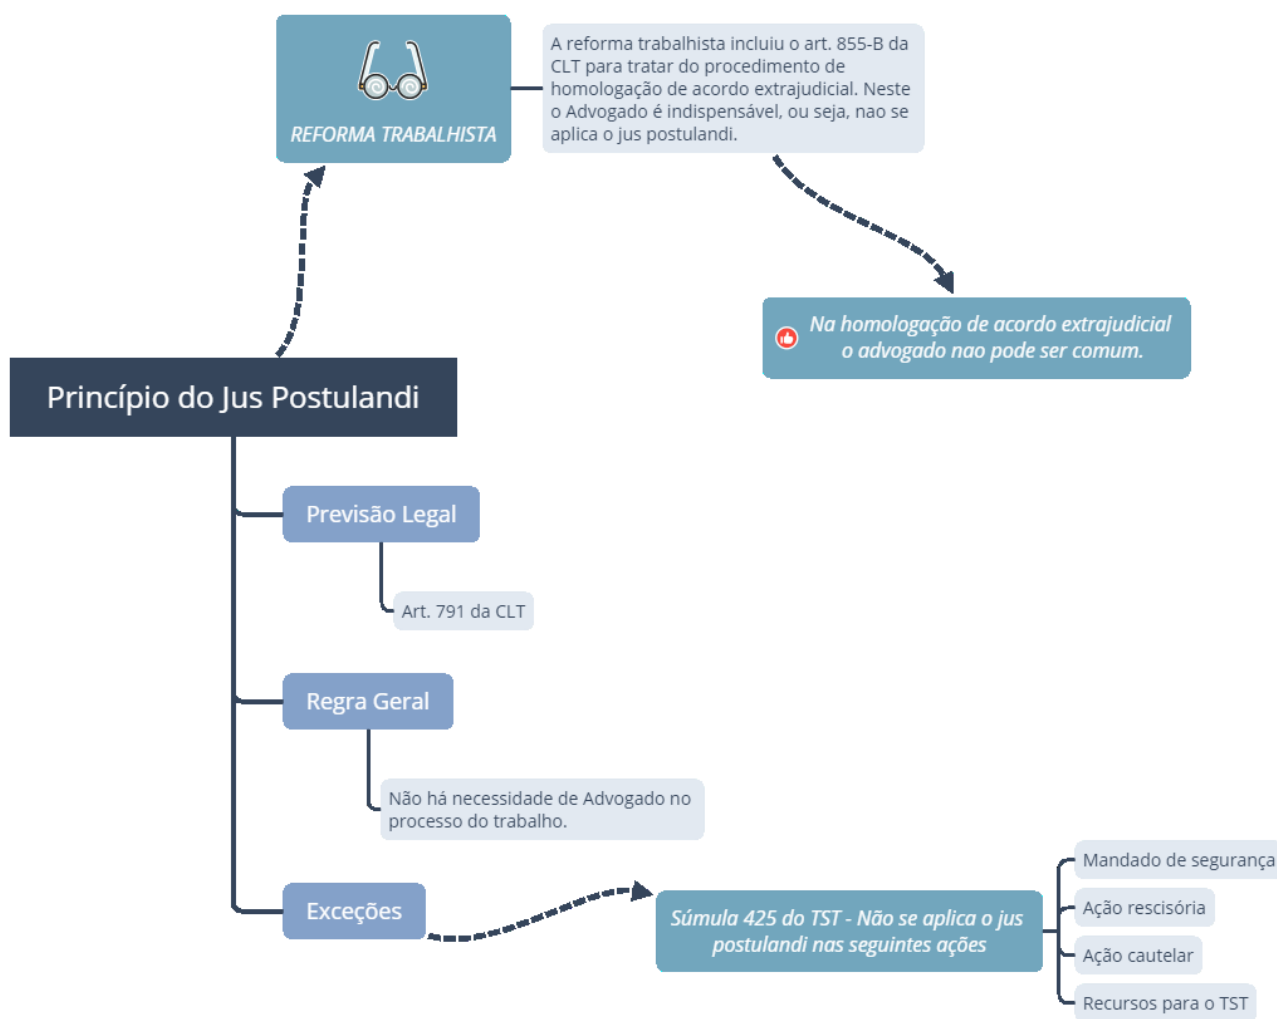 REFORMA TRABALHISTA
A reforma trabalhista incluiu o art. 855-B da
CLT para tratar do procedimento de
homologação de acordo extrajudicial. Neste
o Advogado é indispensável, ou seja, nao se
aplica o jus postulandi.
Na homologação de acordo extrajudicial
o advogado nao pode ser comum.
Princípio do Jus Postulandi
Previsão Legal
Art. 791 da CLT
Regra Geral
Não há necessidade de Advogado no
processo do trabalho.
Exceções
Súmula 425 do TST - Não se aplica o jus
postulandi nas seguintes ações
Mandado de segurança
Ação rescisória
Ação cautelar
Recursos para o TST